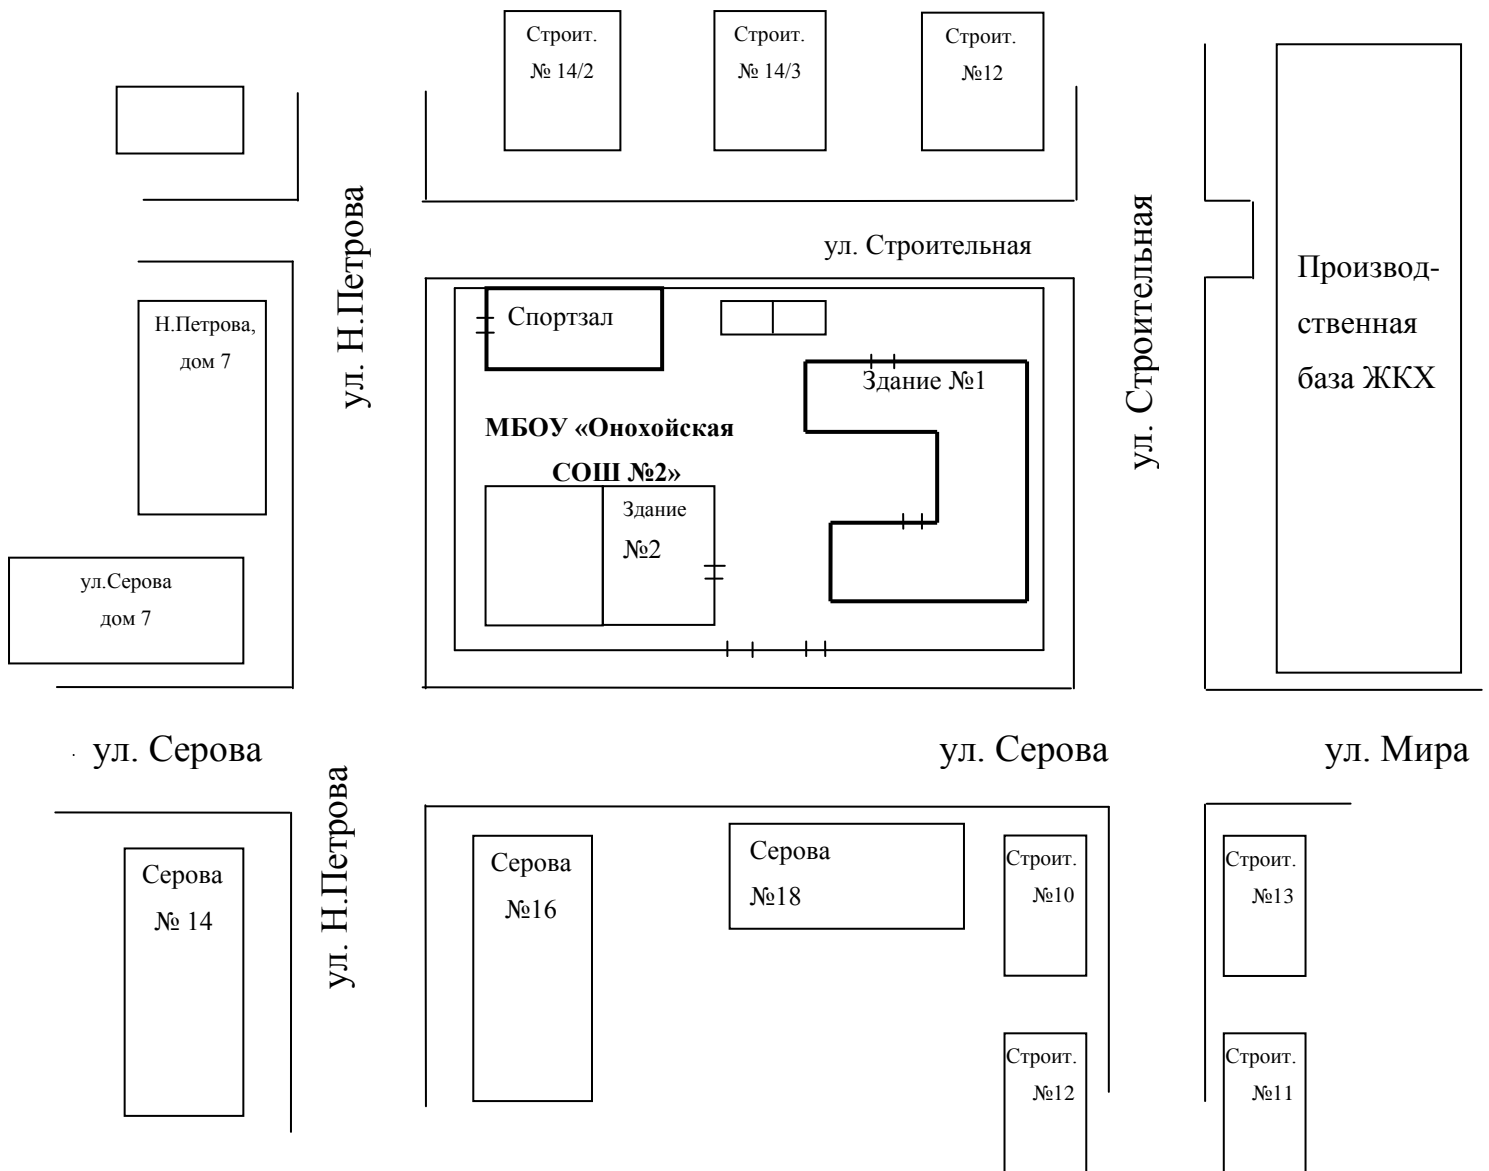 Строит.
№ 14/2
Строит.
№ 14/3
Строит.
№12
ул. Н.Петрова
ул. Строительная
ул. Строительная
Производ-
ственная
база ЖКХ
Н.Петрова,
дом 7
Спортзал
Здание №1
МБОУ «Онохойская
СОШ №2»
Здание
№2
ул.Серова
дом 7
ул. Серова
ул. Серова
ул. Мира
ул. Н.Петрова
Серова
№ 14
Серова
№16
Серова
№18
Строит.
№10
Строит.
№13
Строит.
№12
Строит.
№11